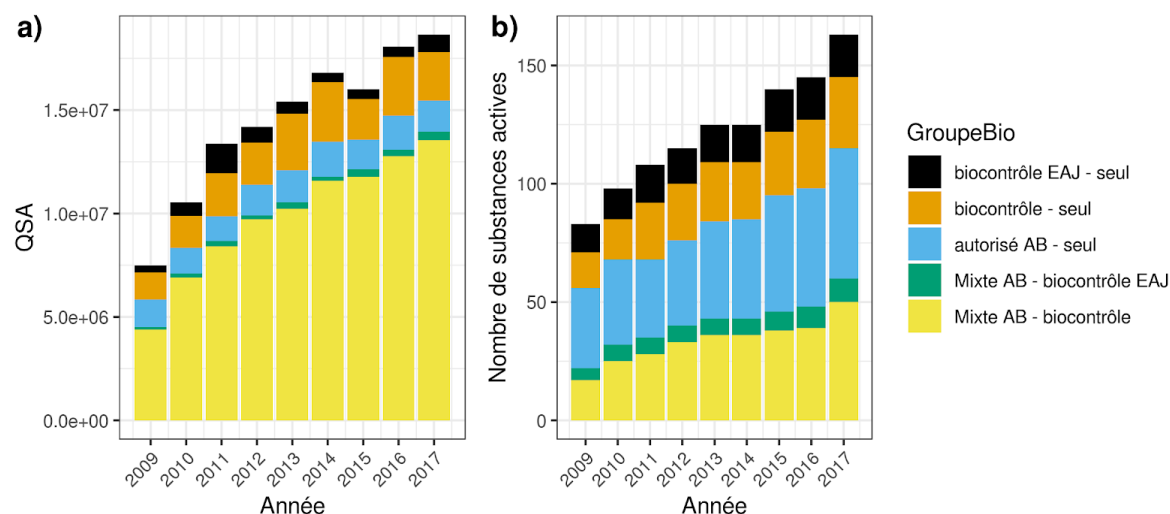 a)
QSA
1.5e+07
1.0e+07
5.0e+06
0.0e+00
2009
2010
2011
2012
2013
2014
2015
2016
2017
Année
b)
Nombre de substances actives
150
100
50
0
2009
2010
2011
2012
2013
2014
2015
2016
2017
Année
GroupeBio
biocontrôle EAJ - seul
biocontrôle - seul
autorisé AB - seul
Mixte AB - biocontrôle EAJ
Mixte AB - biocontrôle